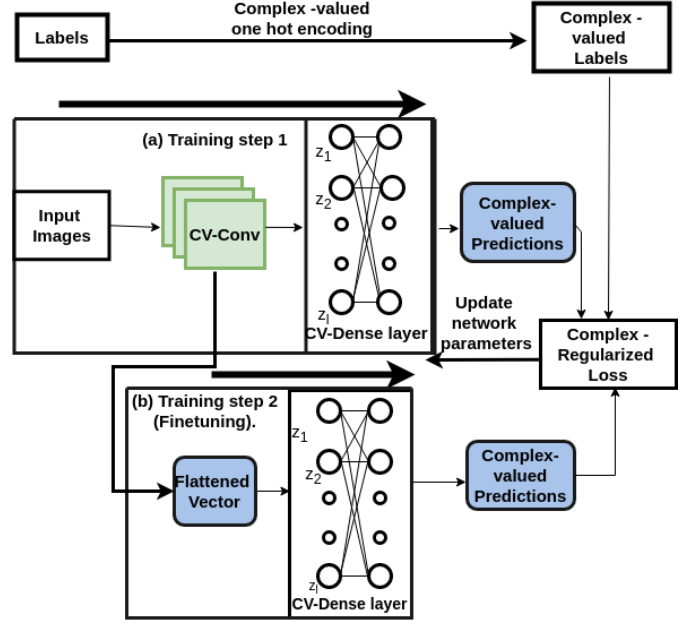 Complex -valued
one hot encoding
Labels
Complex -
valued
Labels
(a) Training step 1
z1
z2
zl
Input
Images
CV-Conv
CV-Dense layer
Complex-
valued
Predictions
Update
network
parameters
Complex -
Regularized
Loss
(b) Training step 2
(Finetuning).
z1
z2
zl
Flattened
Vector
CV-Dense layer
Complex-
valued
Predictions